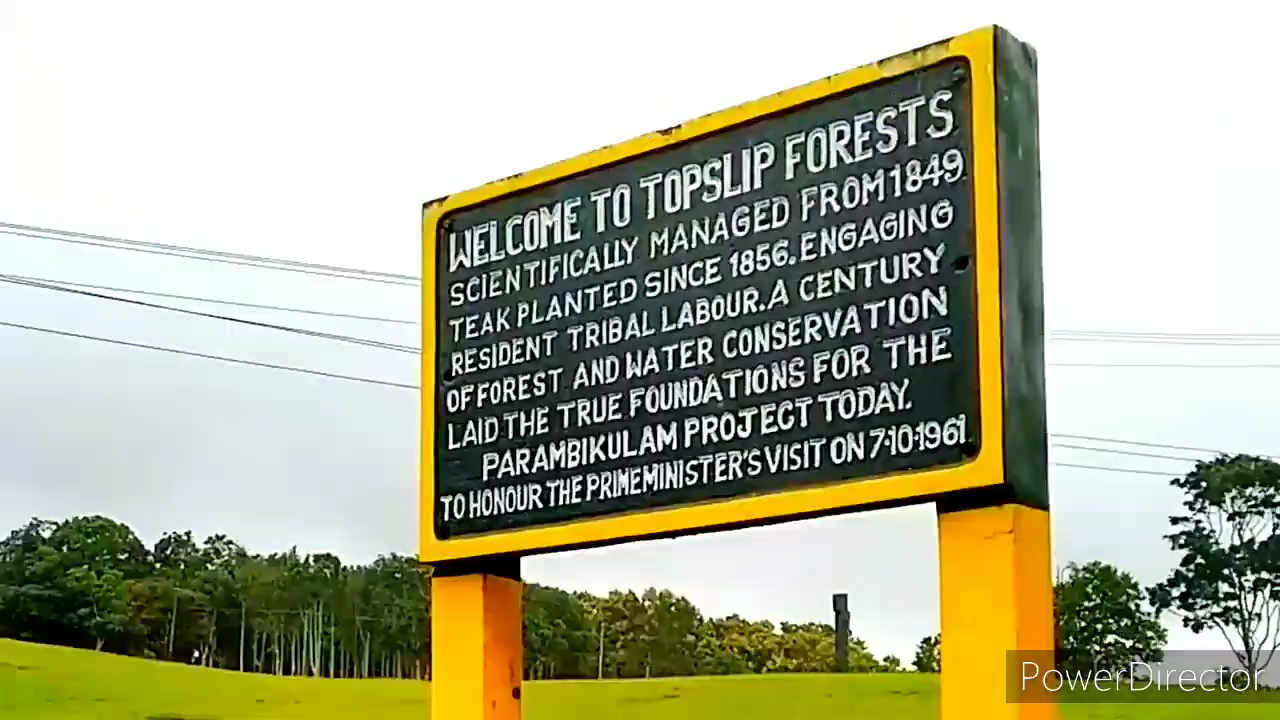 WELCOME TO TOPSLIP FORESTS
SCIENTIFICALLY MANAGED FROM 1849.
TEAK PLANTED SINCE 1856. ENGAGING
RESIDENT TRIBAL LABOUR. A CENTURY
OF FOREST AND WATER CONSERVATION
LAID THE TRUE FOUNDATIONS FOR THE
PARAMBIKULAM PROJECT TODAY.
TO HONOUR THE PRIMEMINISTER'S VISIT ON 7·10·1961.
PowerDirector